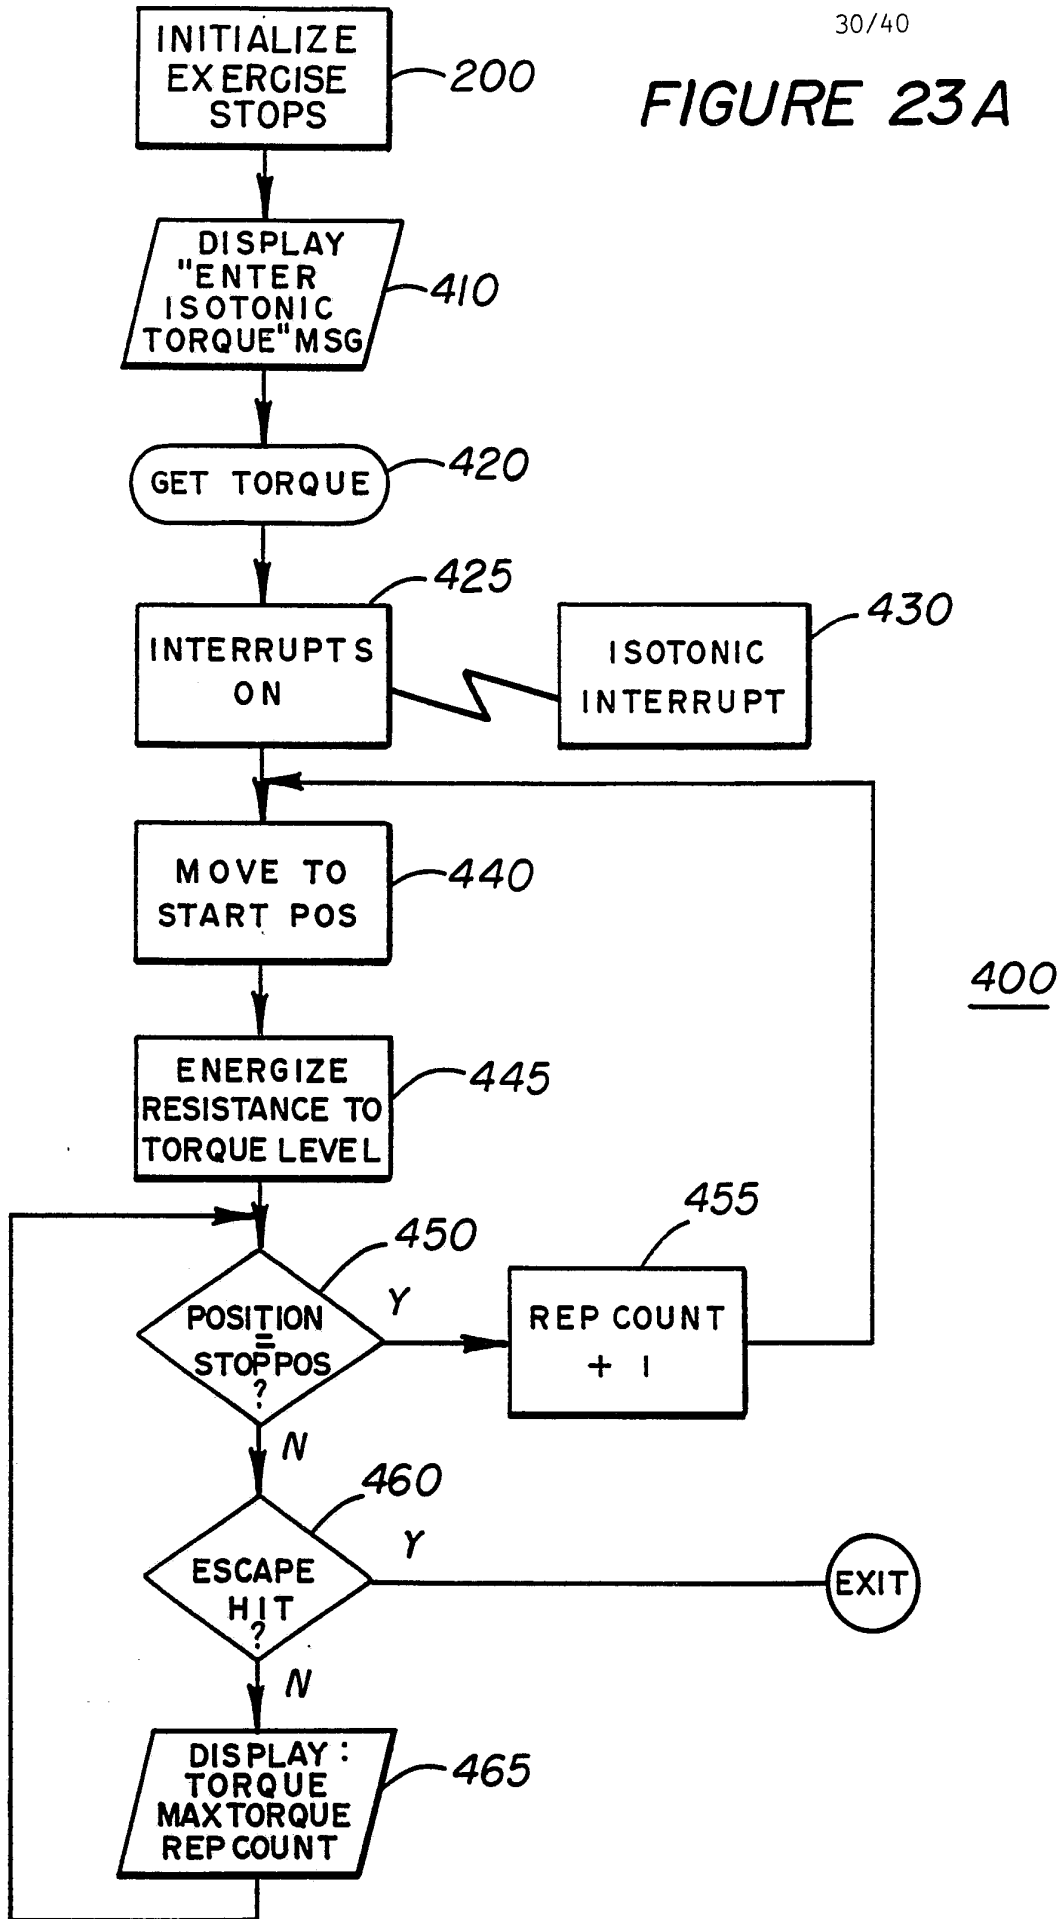 30/40
FIGURE 23A
INITIALIZE
EXERCISE
STOPS
200
DISPLAY
"ENTER
ISOTONIC
TORQUE" MSG
410
GET TORQUE
420
425
INTERRUPTS
ON
430
ISOTONIC
INTERRUPT
MOVE TO
START POS
440
400
ENERGIZE
RESISTANCE TO
TORQUE LEVEL
445
450
POSITION
=
STOP POS
?
Y
455
REP COUNT
+ 1
N
460
ESCAPE
HIT
?
Y
EXIT
N
DISPLAY :
TORQUE
MAX TORQUE
REP COUNT
465